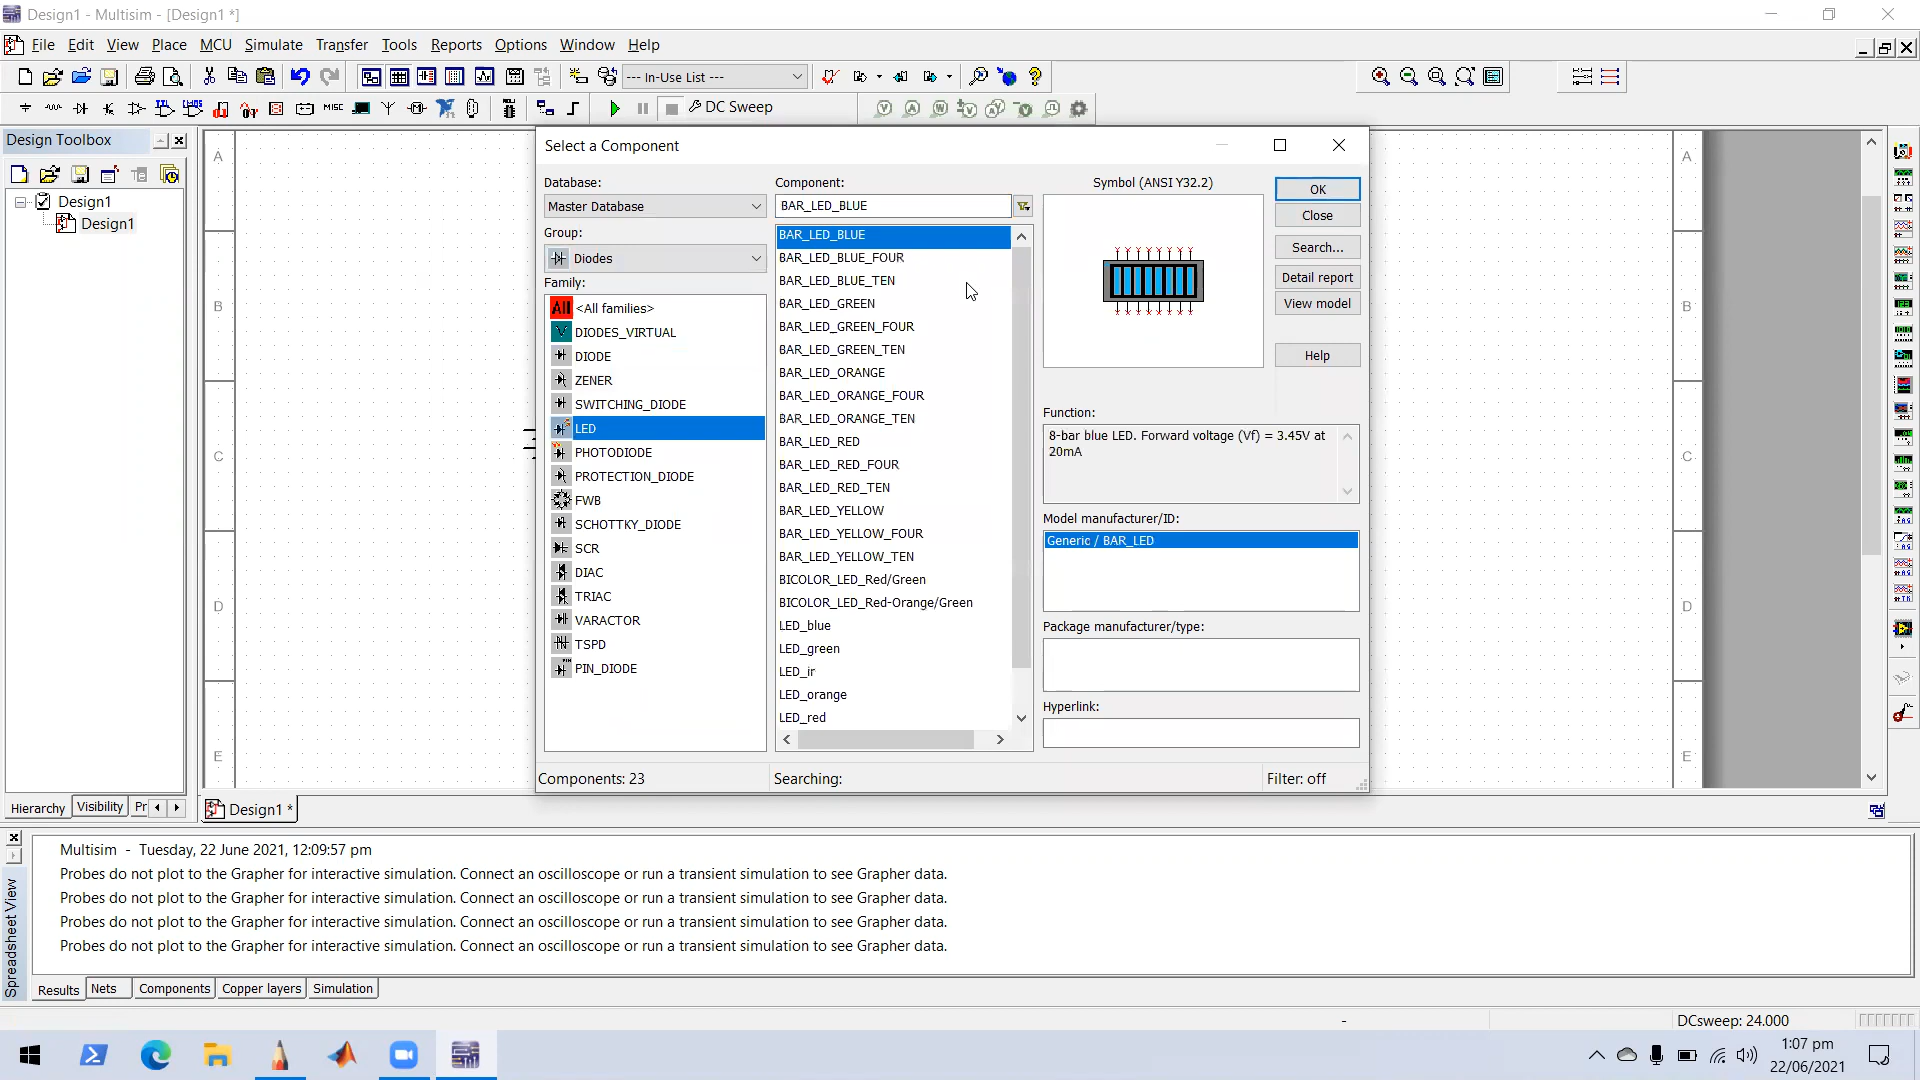 Design1 - Multisim - [Design1 *]
File Edit View Place MCU Simulate Transfer Tools Reports Options Window Help
--- In-Use List ---
MISC
DC Sweep
Design Toolbox
Design1
Design1
A
B
C
D
E
A
B
C
D
E
Select a Component
Database:
Master Database
Group:
Diodes
Family:
All <All families>
DIODES_VIRTUAL
DIODE
ZENER
SWITCHING_DIODE
LED
PHOTODIODE
PROTECTION_DIODE
FWB
SCHOTTKY_DIODE
SCR
DIAC
TRIAC
VARACTOR
TSPD
PIN_DIODE
Component:
BAR_LED_BLUE
BAR_LED_BLUE
BAR_LED_BLUE_FOUR
BAR_LED_BLUE_TEN
BAR_LED_GREEN
BAR_LED_GREEN_FOUR
BAR_LED_GREEN_TEN
BAR_LED_ORANGE
BAR_LED_ORANGE_FOUR
BAR_LED_ORANGE_TEN
BAR_LED_RED
BAR_LED_RED_FOUR
BAR_LED_RED_TEN
BAR_LED_YELLOW
BAR_LED_YELLOW_FOUR
BAR_LED_YELLOW_TEN
BICOLOR_LED_Red/Green
BICOLOR_LED_Red-Orange/Green
LED_blue
LED_green
LED_ir
LED_orange
LED_red
Symbol (ANSI Y32.2)
OK
Close
Search...
Detail report
View model
Help
Function:
8-bar blue LED. Forward voltage (Vf) = 3.45V at
20mA
Model manufacturer/ID:
Generic / BAR_LED
Package manufacturer/type:
Hyperlink:
Components: 23
Searching:
Filter: off
Hierarchy Visibility Pr
Design1 *
Multisim - Tuesday, 22 June 2021, 12:09:57 pm
Probes do not plot to the Grapher for interactive simulation. Connect an oscilloscope or run a transient simulation to see Grapher data.
Probes do not plot to the Grapher for interactive simulation. Connect an oscilloscope or run a transient simulation to see Grapher data.
Probes do not plot to the Grapher for interactive simulation. Connect an oscilloscope or run a transient simulation to see Grapher data.
Probes do not plot to the Grapher for interactive simulation. Connect an oscilloscope or run a transient simulation to see Grapher data.
Spreadsheet View
Results Nets Components Copper layers Simulation
-
DCsweep: 24.000
1:07 pm
22/06/2021